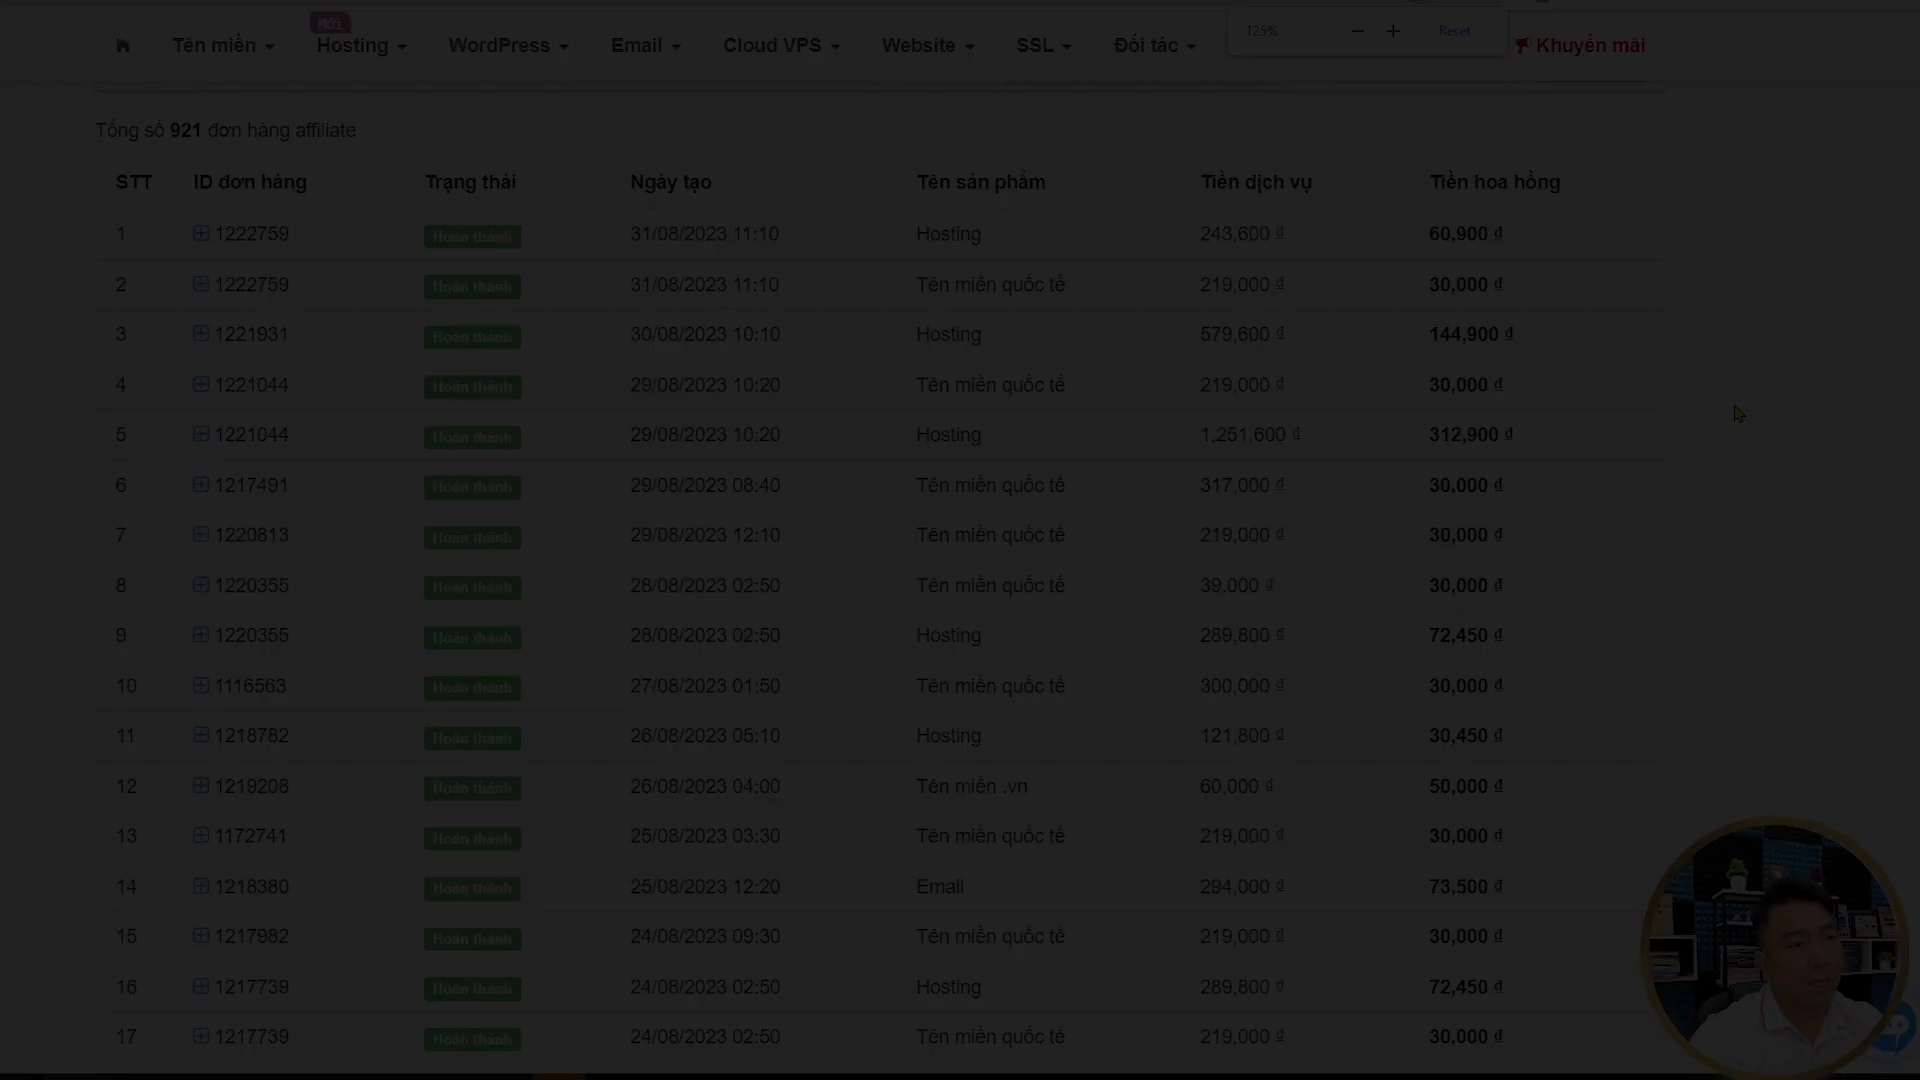 Mới
Tên miền Hosting WordPress Email Cloud VPS Website SSL Đối tác Khuyến mãi
125% − + Reset
Tổng số 921 đơn hàng affiliate
STT ID đơn hàng Trạng thái Ngày tạo Tên sản phẩm Tiền dịch vụ Tiền hoa hồng
1 1222759 Hoàn thành 31/08/2023 11:10 Hosting 243,600 đ 60,900 đ
2 1222759 Hoàn thành 31/08/2023 11:10 Tên miền quốc tế 219,000 đ 30,000 đ
3 1221931 Hoàn thành 30/08/2023 10:10 Hosting 579,600 đ 144,900 đ
4 1221044 Hoàn thành 29/08/2023 10:20 Tên miền quốc tế 219,000 đ 30,000 đ
5 1221044 Hoàn thành 29/08/2023 10:20 Hosting 1,251,600 đ 312,900 đ
6 1217491 Hoàn thành 29/08/2023 08:40 Tên miền quốc tế 317,000 đ 30,000 đ
7 1220813 Hoàn thành 29/08/2023 12:10 Tên miền quốc tế 219,000 đ 30,000 đ
8 1220355 Hoàn thành 28/08/2023 02:50 Tên miền quốc tế 39,000 đ 30,000 đ
9 1220355 Hoàn thành 28/08/2023 02:50 Hosting 289,800 đ 72,450 đ
10 1116563 Hoàn thành 27/08/2023 01:50 Tên miền quốc tế 300,000 đ 30,000 đ
11 1218782 Hoàn thành 26/08/2023 05:10 Hosting 121,800 đ 30,450 đ
12 1219208 Hoàn thành 26/08/2023 04:00 Tên miền .vn 60,000 đ 50,000 đ
13 1172741 Hoàn thành 25/08/2023 03:30 Tên miền quốc tế 219,000 đ 30,000 đ
14 1218380 Hoàn thành 25/08/2023 12:20 Email 294,000 đ 73,500 đ
15 1217982 Hoàn thành 24/08/2023 09:30 Tên miền quốc tế 219,000 đ 30,000 đ
16 1217739 Hoàn thành 24/08/2023 02:50 Hosting 289,800 đ 72,450 đ
17 1217739 Hoàn thành 24/08/2023 02:50 Tên miền quốc tế 219,000 đ 30,000 đ